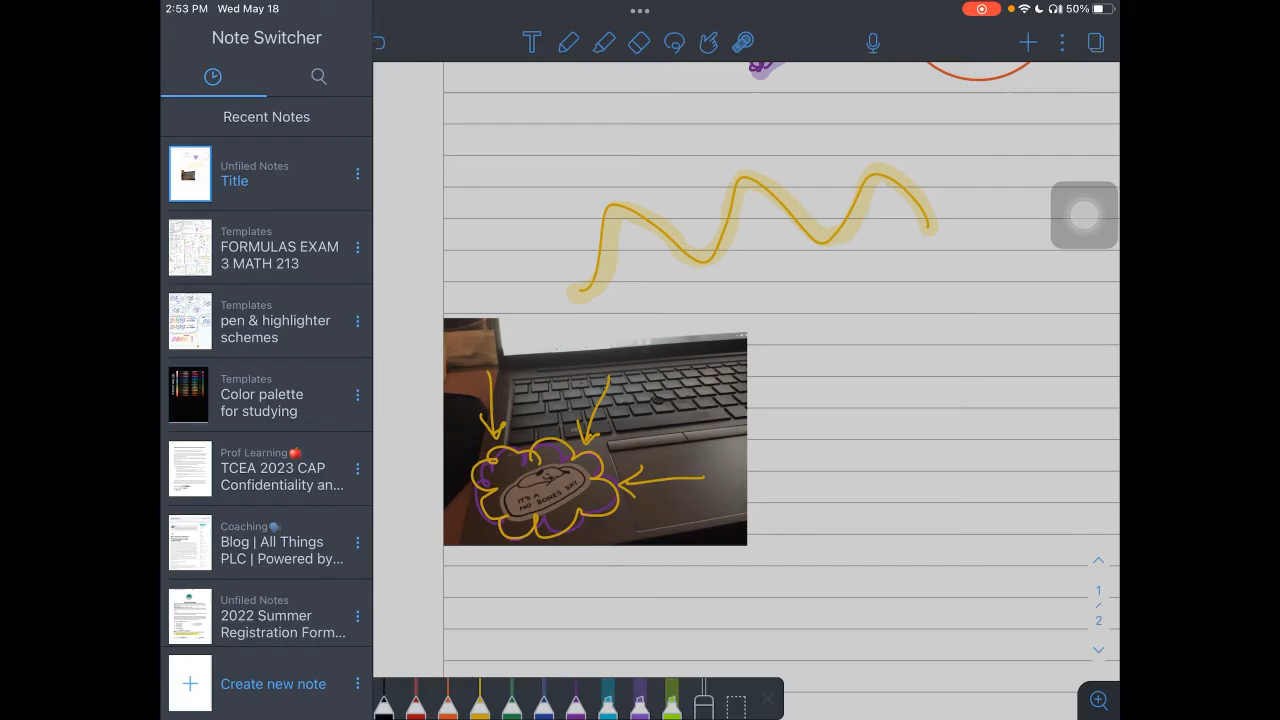 2:53 PM Wed May 18
50%
Note Switcher
Recent Notes
Unfiled Notes
Title
Templates
FORMULAS EXAM
3 MATH 213
Templates
pen & highlighter
schemes
Templates
Color palette
for studying
Prof Learning🍎
TCEA 2023 CAP
Confidentiality an...
Coaching🗣
Blog | All Things
PLC | Powered by...
Unfiled Notes
2022 Summer
Registration Form...
Create new note
IT'S A
NO BONES DAY
1
2